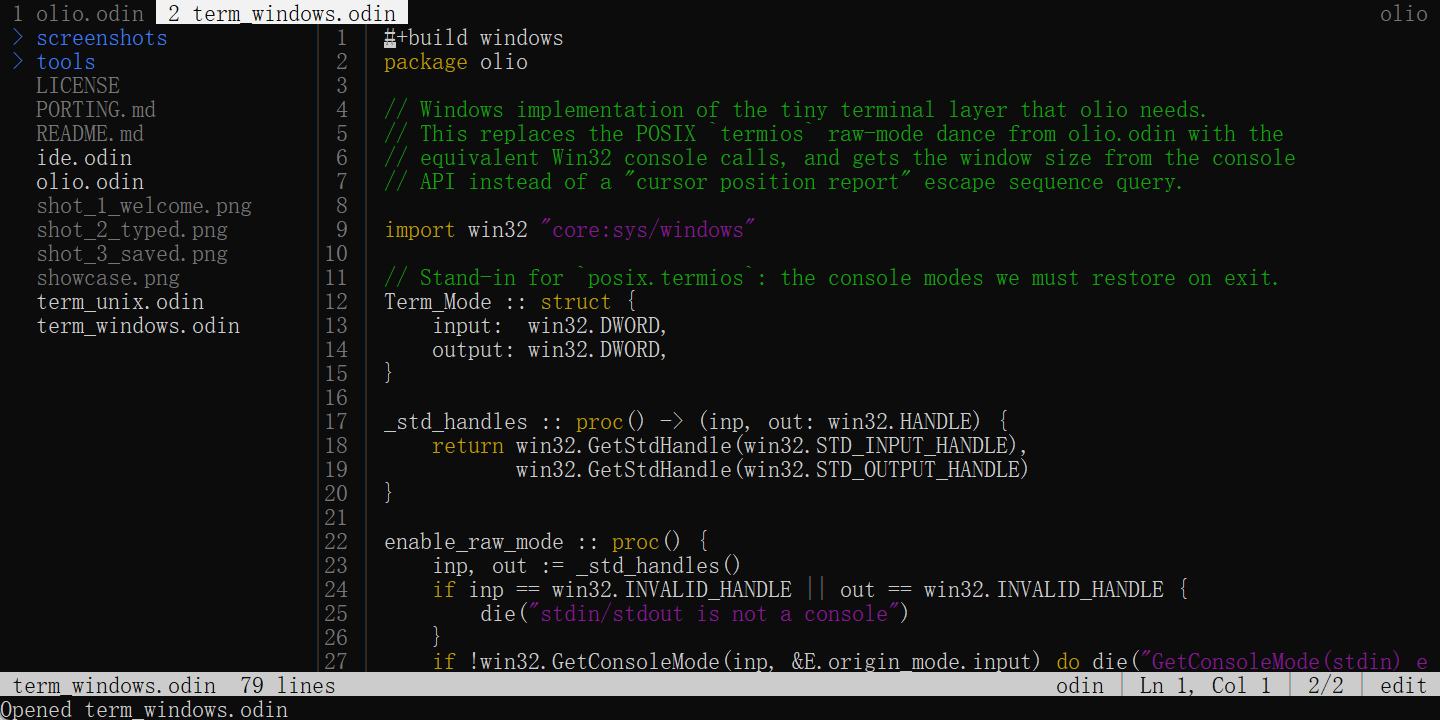 1 olio.odin 2 term_windows.odin olio
> screenshots
> tools
LICENSE
PORTING.md
README.md
ide.odin
olio.odin
shot_1_welcome.png
shot_2_typed.png
shot_3_saved.png
showcase.png
term_unix.odin
term_windows.odin
1 #+build windows
2 package olio
3
4 // Windows implementation of the tiny terminal layer that olio needs.
5 // This replaces the POSIX `termios` raw-mode dance from olio.odin with the
6 // equivalent Win32 console calls, and gets the window size from the console
7 // API instead of a "cursor position report" escape sequence query.
8
9 import win32 "core:sys/windows"
10
11 // Stand-in for `posix.termios`: the console modes we must restore on exit.
12 Term_Mode :: struct {
13     input:  win32.DWORD,
14     output: win32.DWORD,
15 }
16
17 _std_handles :: proc() -> (inp, out: win32.HANDLE) {
18     return win32.GetStdHandle(win32.STD_INPUT_HANDLE),
19            win32.GetStdHandle(win32.STD_OUTPUT_HANDLE)
20 }
21
22 enable_raw_mode :: proc() {
23     inp, out := _std_handles()
24     if inp == win32.INVALID_HANDLE || out == win32.INVALID_HANDLE {
25         die("stdin/stdout is not a console")
26     }
27     if !win32.GetConsoleMode(inp, &E.origin_mode.input) do die("GetConsoleMode(stdin) e
term_windows.odin  79 lines odin │ Ln 1, Col 1 │ 2/2 │ edit
Opened term_windows.odin